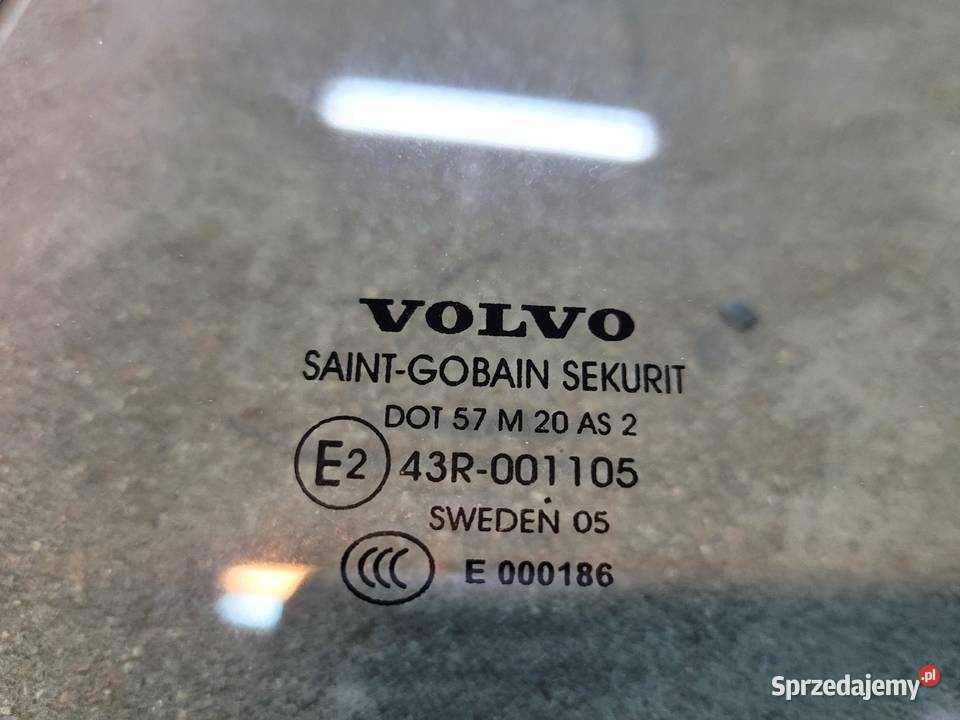 VOLVO
SAINT-GOBAIN SEKURIT
DOT 57 M 20 AS 2
E2 43R-001105
SWEDEN 05
CCC E 000186
Sprzedajemy.pl